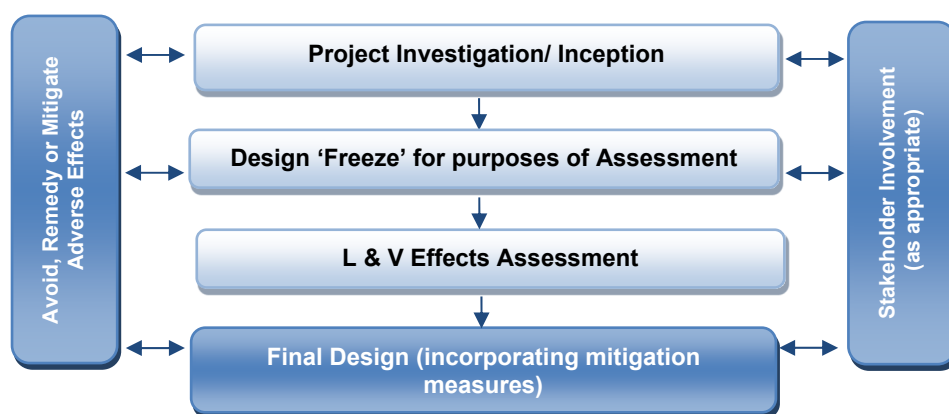 Avoid, Remedy or Mitigate
Adverse Effects
Project Investigation/ Inception
Design ‘Freeze’ for purposes of Assessment
L & V Effects Assessment
Final Design (incorporating mitigation
measures)
Stakeholder Involvement
(as appropriate)